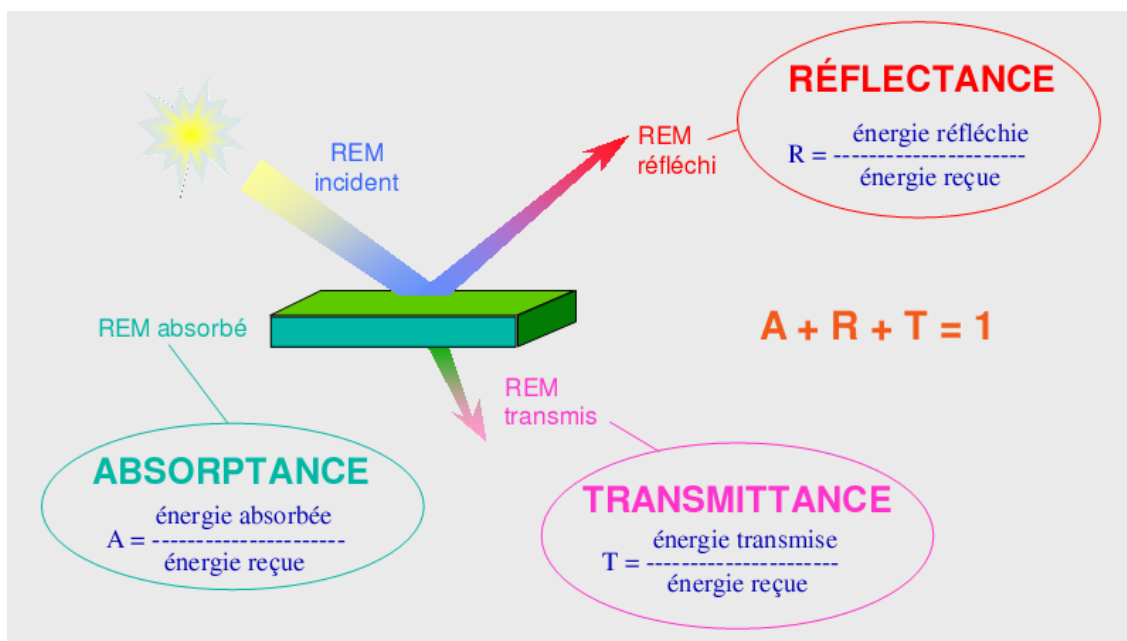 RÉFLECTANCE
énergie réfléchie
R = ----------------------
énergie reçue
REM
réfléchi
REM
incident
REM absorbé
A + R + T = 1
REM
transmis
ABSORPTANCE
énergie absorbée
A = ----------------------
énergie reçue
TRANSMITTANCE
énergie transmise
T = ----------------------
énergie reçue